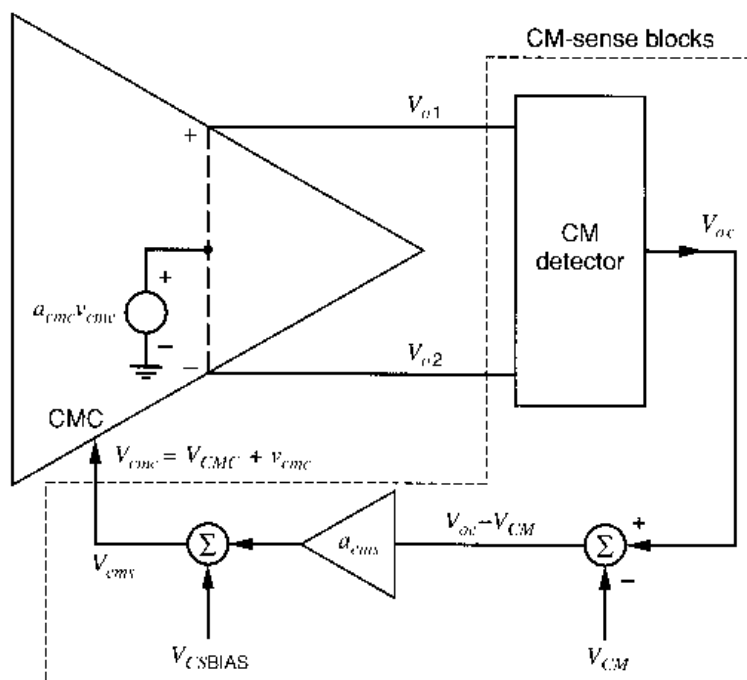 CM-sense blocks
V_o1
+
CM
detector
V_oc
+
a_cmc v_cmc
−
−
V_o2
CMC
V_cmc = V_CMC + v_cmc
V_oc−V_CM
+
Σ
a_cms
Σ
−
V_cms
V_CSBIAS
V_CM